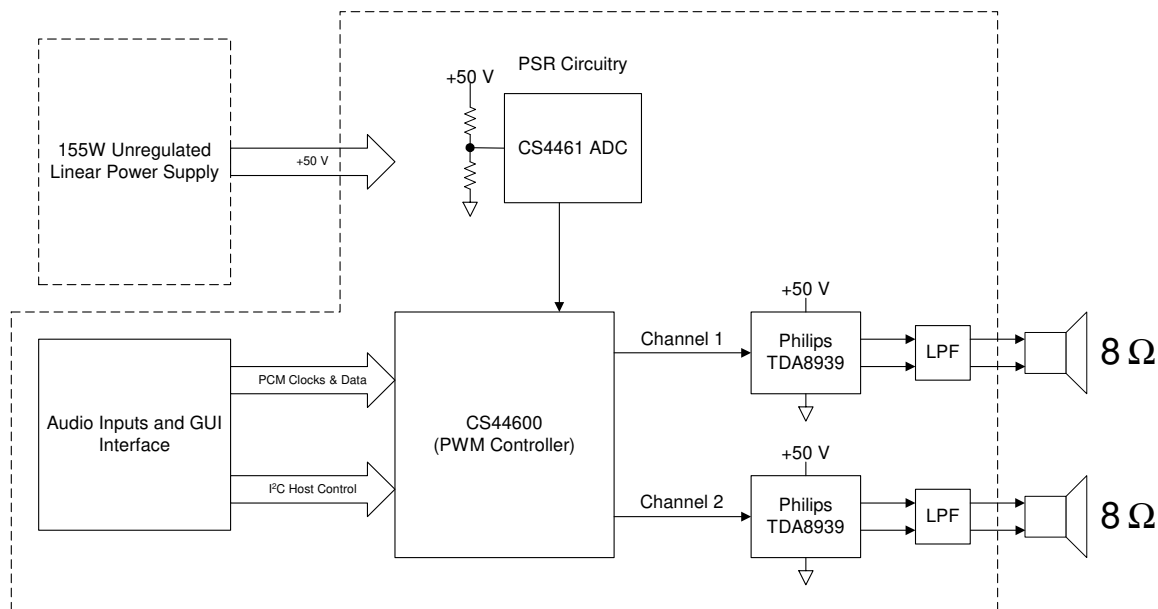 PSR Circuitry
+50 V
CS4461 ADC
155W Unregulated
Linear Power Supply
+50 V
+50 V
Channel 1
Philips
TDA8939
LPF
8 Ω
PCM Clocks & Data
Audio Inputs and GUI
Interface
CS44600
(PWM Controller)
I²C Host Control
+50 V
Channel 2
Philips
TDA8939
LPF
8 Ω